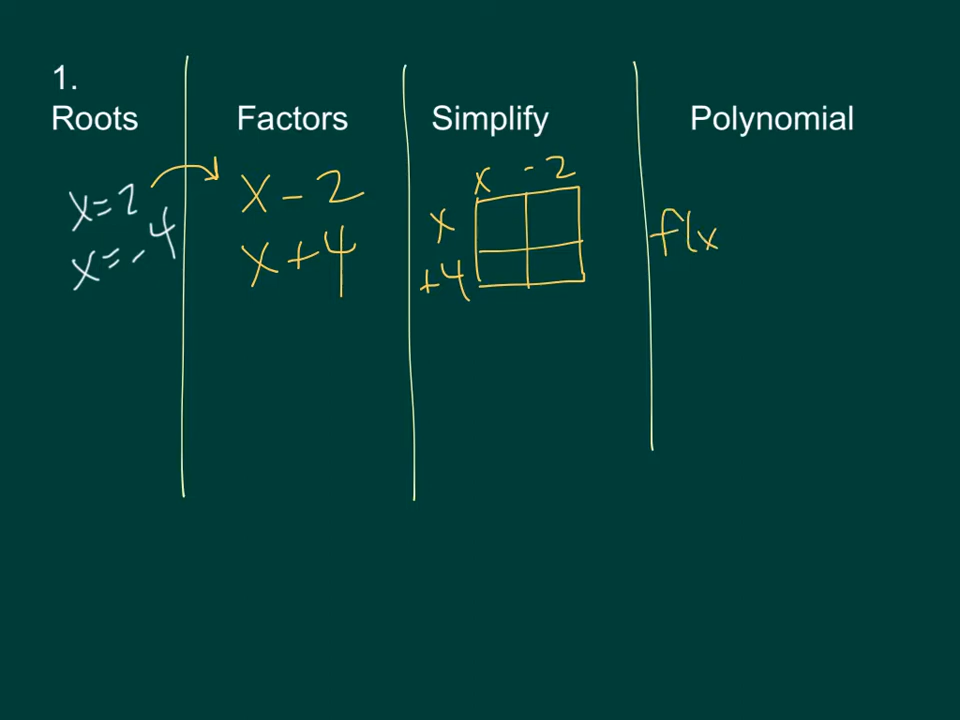 1.
Roots Factors Simplify Polynomial
x=2 x-2 x -2
x=-4 x+4 x f(x
+4